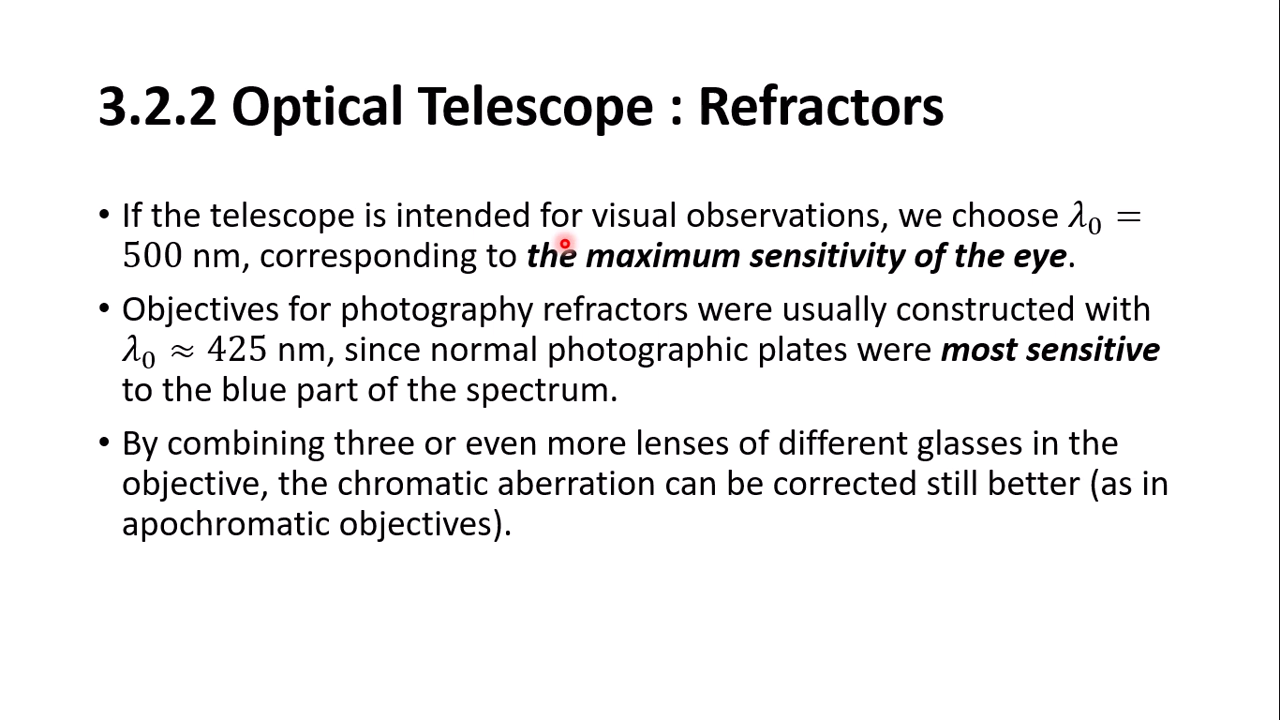 3.2.2 Optical Telescope : Refractors
• If the telescope is intended for visual observations, we choose λ₀ =
500 nm, corresponding to the maximum sensitivity of the eye.
• Objectives for photography refractors were usually constructed with
λ₀ ≈ 425 nm, since normal photographic plates were most sensitive
to the blue part of the spectrum.
• By combining three or even more lenses of different glasses in the
objective, the chromatic aberration can be corrected still better (as in
apochromatic objectives).